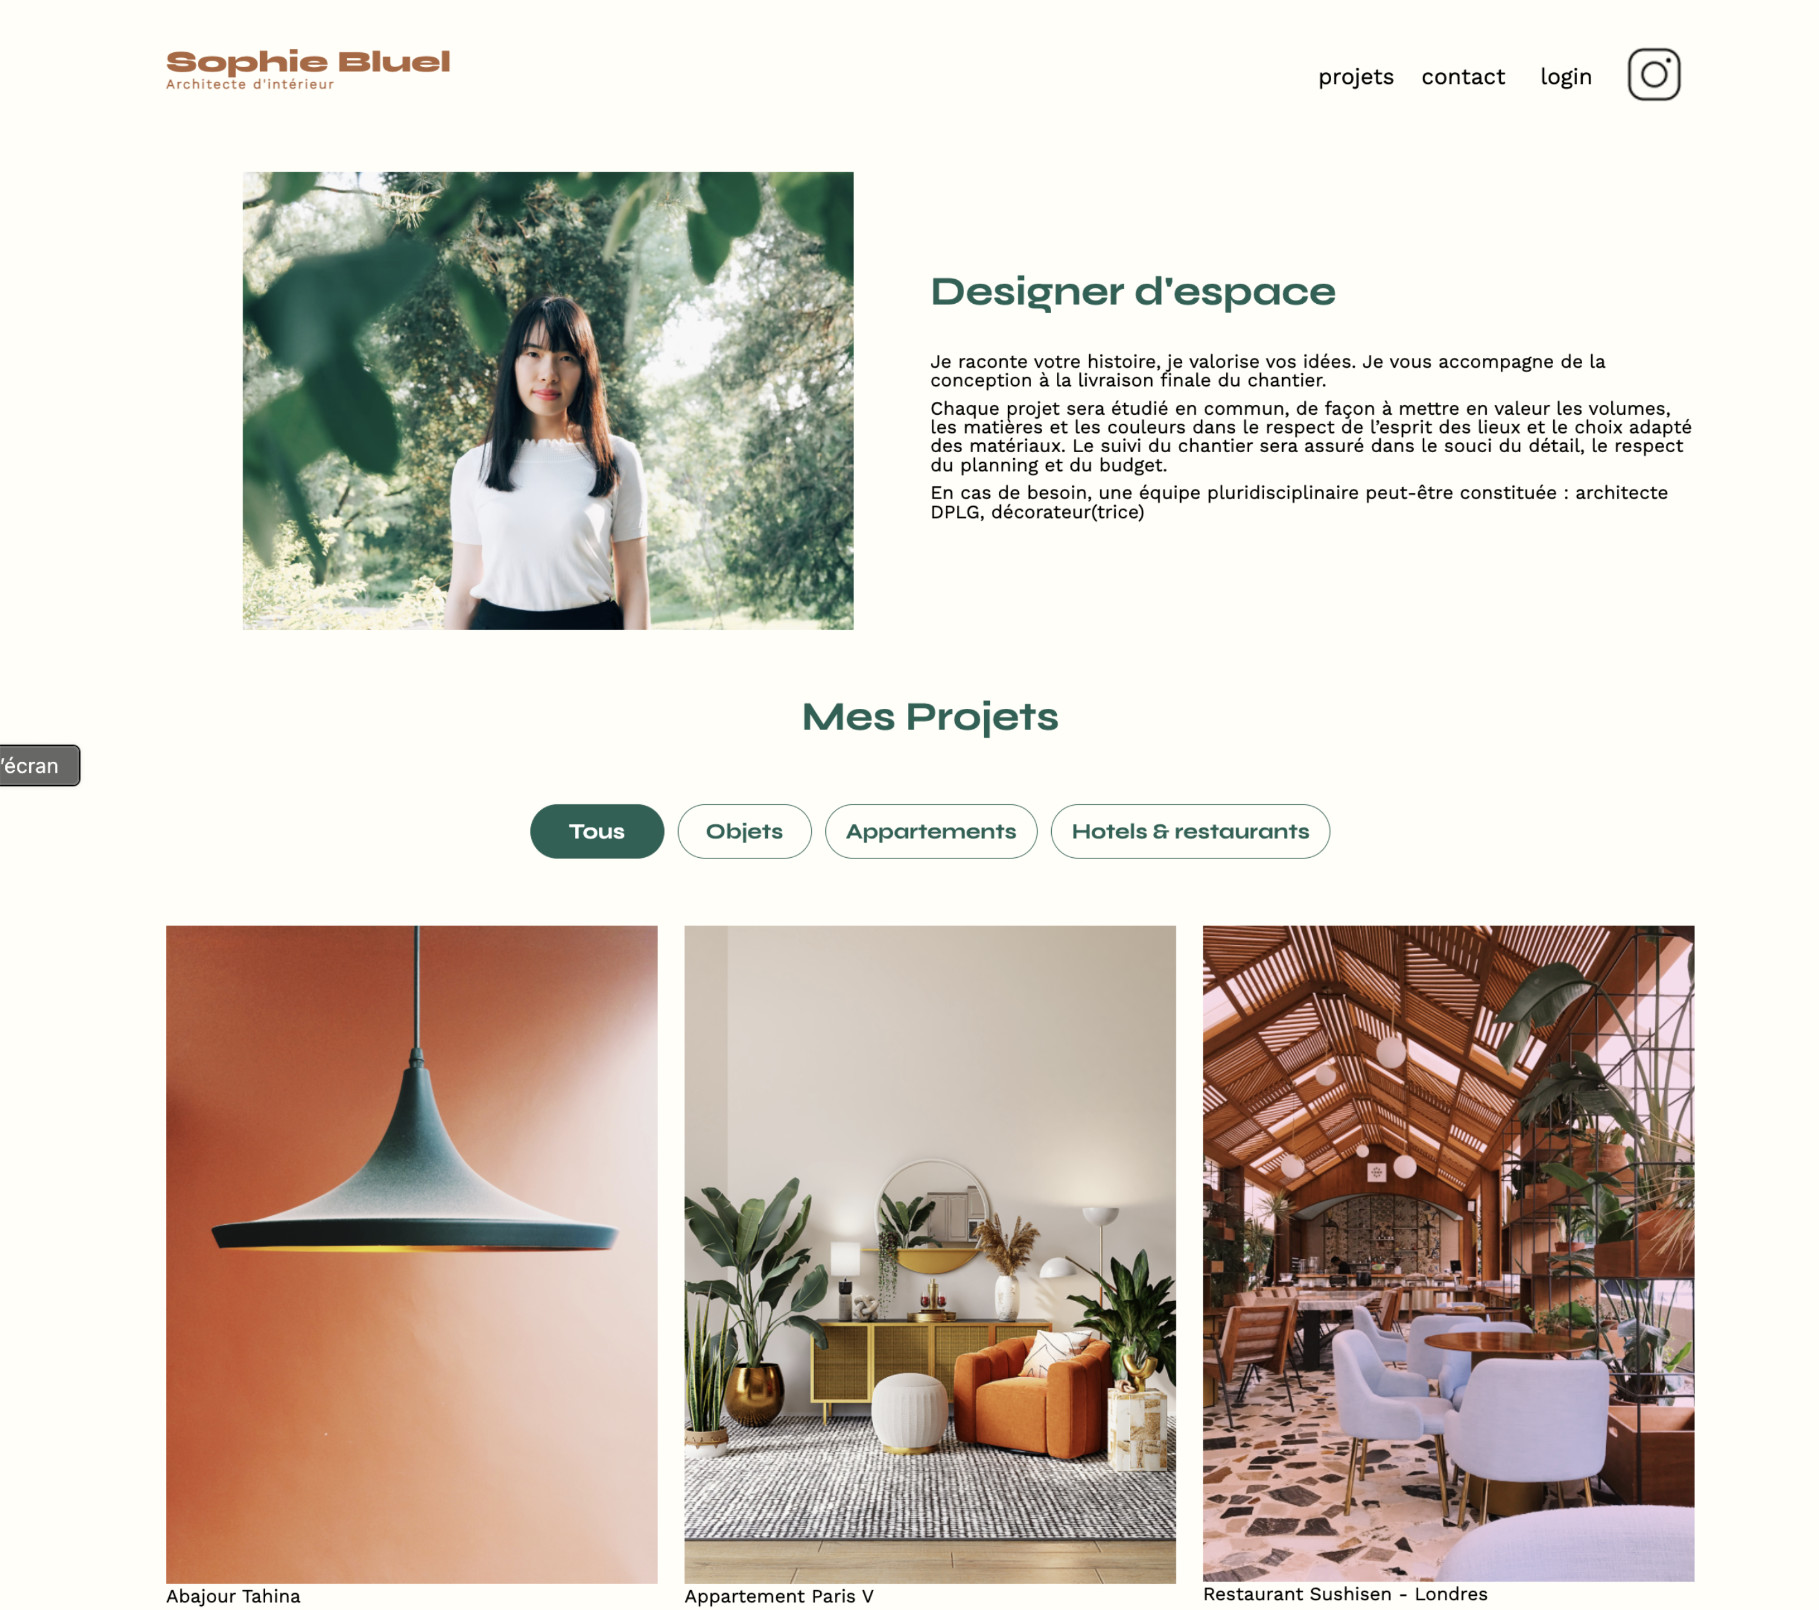 Sophie Bluel
Architecte d'intérieur
projets contact login
Designer d'espace
Je raconte votre histoire, je valorise vos idées. Je vous accompagne de la
conception à la livraison finale du chantier.
Chaque projet sera étudié en commun, de façon à mettre en valeur les volumes,
les matières et les couleurs dans le respect de l’esprit des lieux et le choix adapté
des matériaux. Le suivi du chantier sera assuré dans le souci du détail, le respect
du planning et du budget.
En cas de besoin, une équipe pluridisciplinaire peut-être constituée : architecte
DPLG, décorateur(trice)
Mes Projets
'écran
Tous Objets Appartements Hotels & restaurants
Abajour Tahina
Appartement Paris V
Restaurant Sushisen - Londres